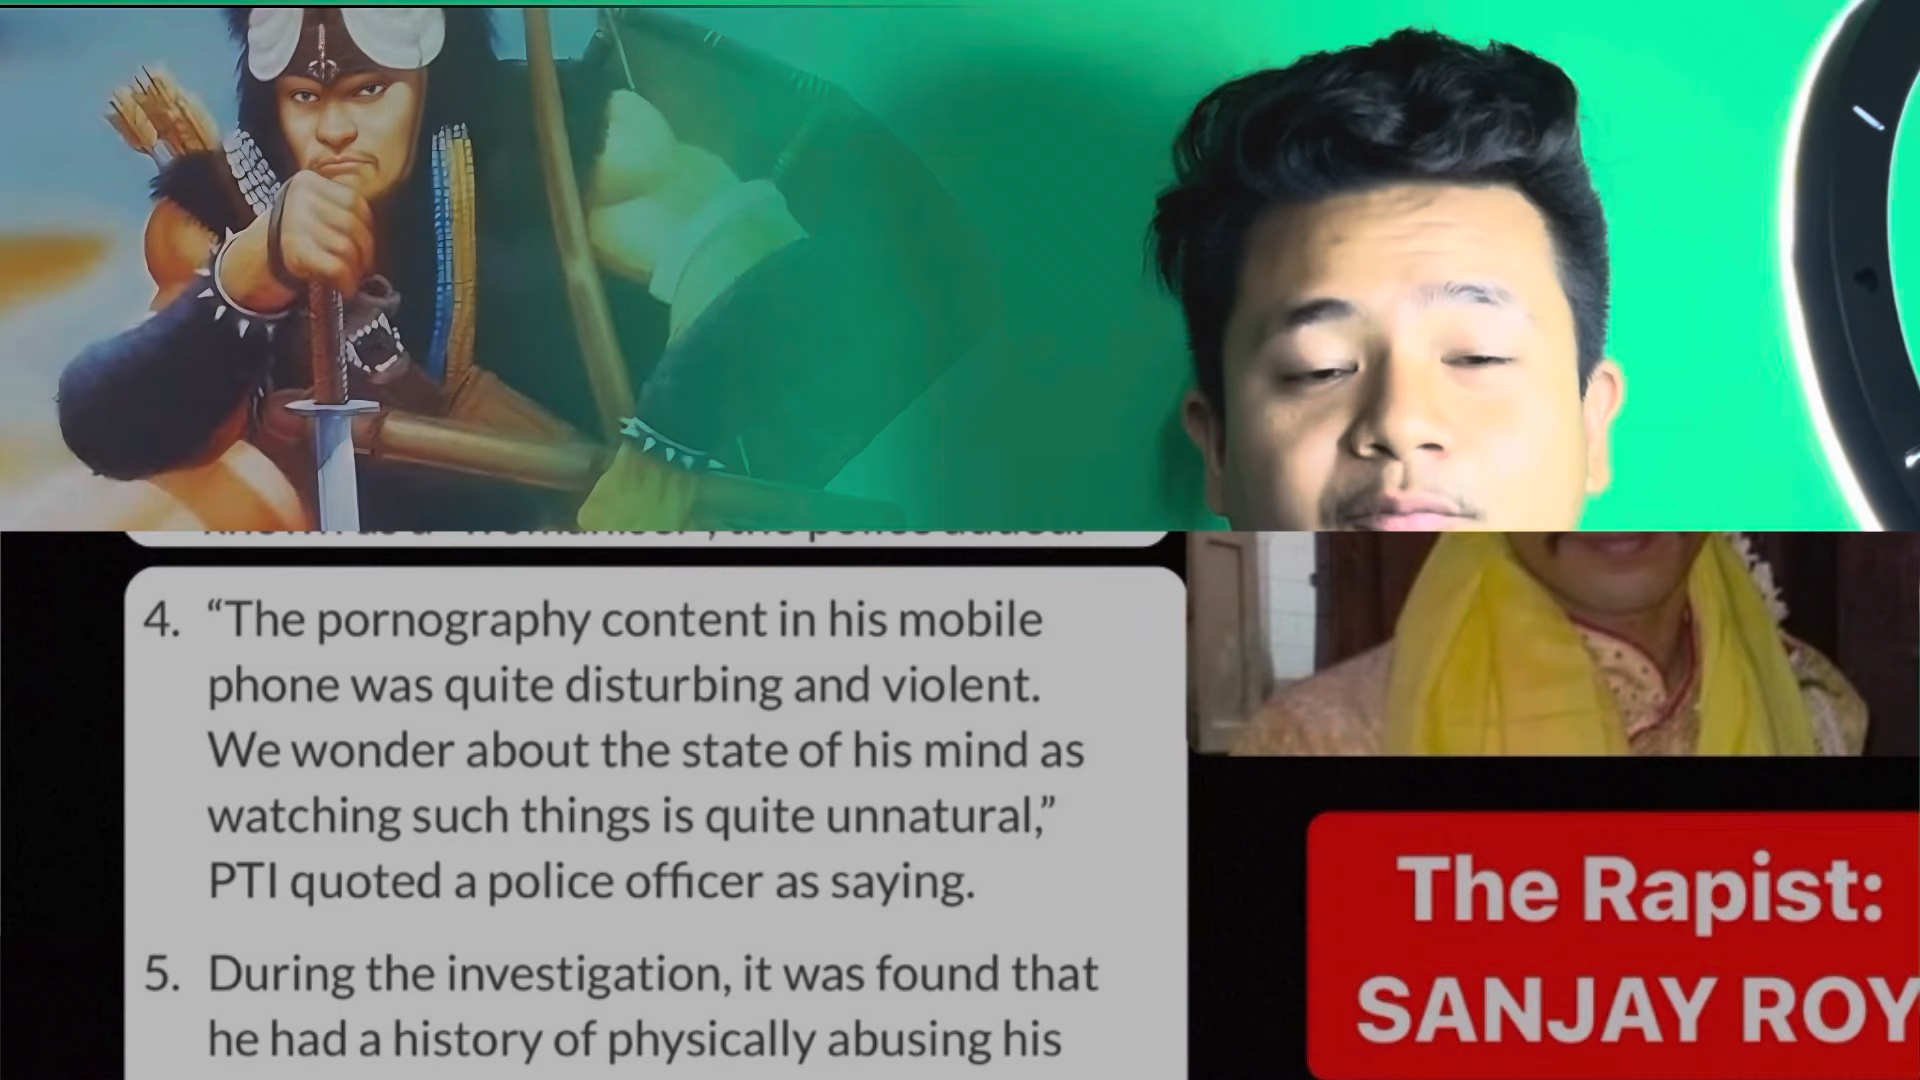 4. “The pornography content in his mobile
phone was quite disturbing and violent.
We wonder about the state of his mind as
watching such things is quite unnatural,”
PTI quoted a police officer as saying.
5. During the investigation, it was found that
he had a history of physically abusing his
The Rapist:
SANJAY ROY